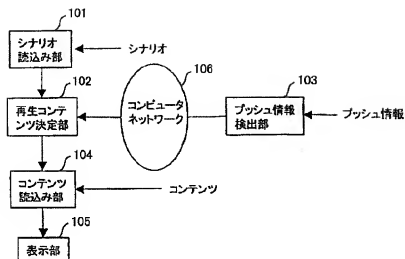 101
シナリオ
読込み部
シナリオ
102
106
103
再生コンテ
ンツ決定部
コンピュータ
ネットワーク
プッシュ情報
検出部
プッシュ情報
104
コンテンツ
読込み部
コンテンツ
105
表示部